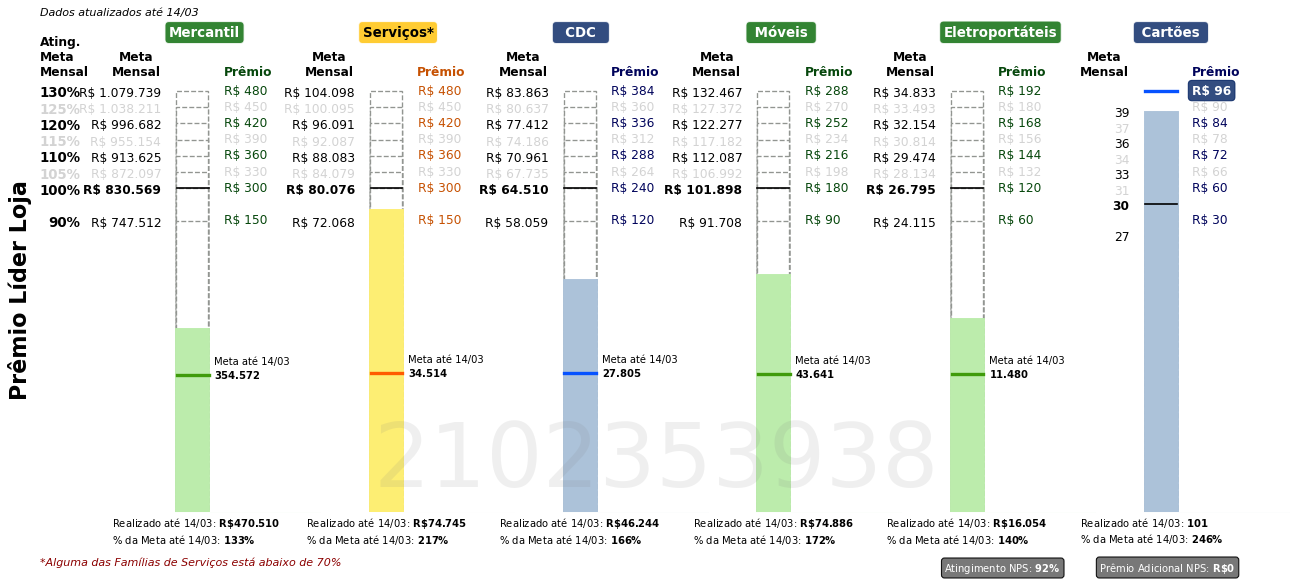 Dados atualizados até 14/03
Mercantil Serviços* CDC Móveis Eletroportáteis Cartões
Ating.
Meta Meta Meta Meta Meta Meta Meta
Mensal Mensal Prêmio Mensal Prêmio Mensal Prêmio Mensal Prêmio Mensal Prêmio Mensal Prêmio
130% R$ 1.079.739 R$ 480 R$ 104.098 R$ 480 R$ 83.863 R$ 384 R$ 132.467 R$ 288 R$ 34.833 R$ 192 R$ 96
125% R$ 1.038.211 R$ 450 R$ 100.095 R$ 450 R$ 80.637 R$ 360 R$ 127.372 R$ 270 R$ 33.493 R$ 180 39 R$ 90
120% R$ 996.682 R$ 420 R$ 96.091 R$ 420 R$ 77.412 R$ 336 R$ 122.277 R$ 252 R$ 32.154 R$ 168 37 R$ 84
115% R$ 955.154 R$ 390 R$ 92.087 R$ 390 R$ 74.186 R$ 312 R$ 117.182 R$ 234 R$ 30.814 R$ 156 36 R$ 78
110% R$ 913.625 R$ 360 R$ 88.083 R$ 360 R$ 70.961 R$ 288 R$ 112.087 R$ 216 R$ 29.474 R$ 144 34 R$ 72
105% R$ 872.097 R$ 330 R$ 84.079 R$ 330 R$ 67.735 R$ 264 R$ 106.992 R$ 198 R$ 28.134 R$ 132 33 R$ 66
100% R$ 830.569 R$ 300 R$ 80.076 R$ 300 R$ 64.510 R$ 240 R$ 101.898 R$ 180 R$ 26.795 R$ 120 31 R$ 60
30
90% R$ 747.512 R$ 150 R$ 72.068 R$ 150 R$ 58.059 R$ 120 R$ 91.708 R$ 90 R$ 24.115 R$ 60 R$ 30
27
Prêmio Líder Loja
Meta até 14/03 Meta até 14/03 Meta até 14/03 Meta até 14/03 Meta até 14/03
354.572 34.514 27.805 43.641 11.480
2102353938
Realizado até 14/03: R$470.510 Realizado até 14/03: R$74.745 Realizado até 14/03: R$46.244 Realizado até 14/03: R$74.886 Realizado até 14/03: R$16.054 Realizado até 14/03: 101
% da Meta até 14/03: 133% % da Meta até 14/03: 217% % da Meta até 14/03: 166% % da Meta até 14/03: 172% % da Meta até 14/03: 140% % da Meta até 14/03: 246%
*Alguma das Famílias de Serviços está abaixo de 70% Atingimento NPS: 92% Prêmio Adicional NPS: R$0